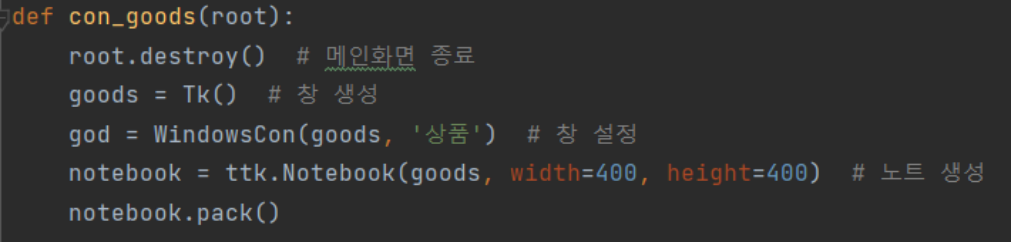 def con_goods(root):
    root.destroy()  # 메인화면 종료
    goods = Tk()  # 창 생성
    god = WindowsCon(goods, '상품')  # 창 설정
    notebook = ttk.Notebook(goods, width=400, height=400)  # 노트 생성
    notebook.pack()